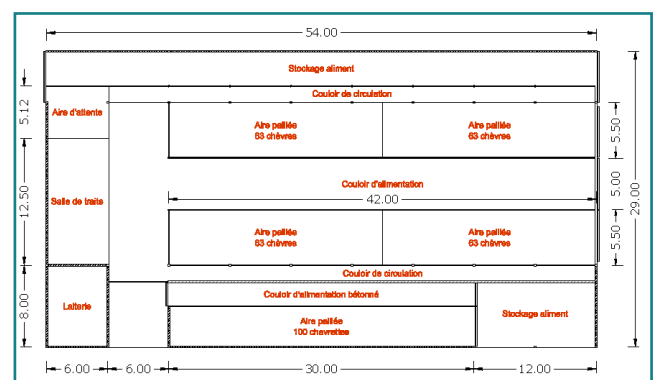 54.00
Stockage aliment
Couloir de circulation
5.12
Aire d'attente
Aire paillée
63 chèvres
Aire paillée
63 chèvres
5.50
12.50
Salle de traite
Couloir d'alimentation
42.00
5.00
29.00
Aire paillée
63 chèvres
Aire paillée
63 chèvres
5.50
Couloir de circulation
8.00
Laiterie
Couloir d'alimentation bétonné
Aire paillée
100 chevrettes
Stockage aliment
6.00
6.00
30.00
12.00